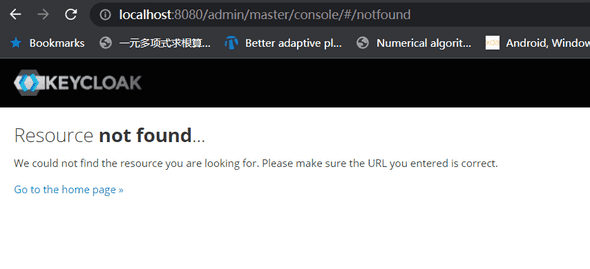 localhost:8080/admin/master/console/#/notfound
Bookmarks 一元多项式求根算... Better adaptive pl... Numerical algorit... Android, Window
KEYCLOAK
Resource not found...
We could not find the resource you are looking for. Please make sure the URL you entered is correct.
Go to the home page »